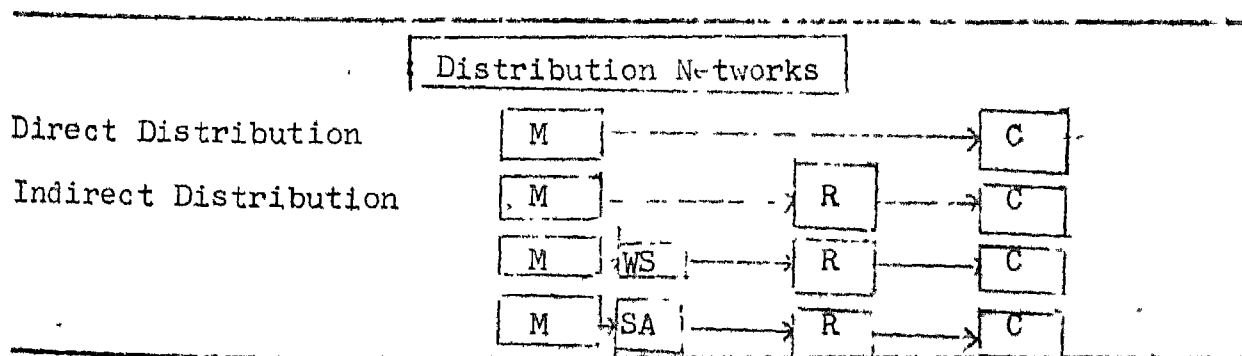 Distribution Networks
Direct Distribution M C
Indirect Distribution M R C
M WS R C
M SA R C